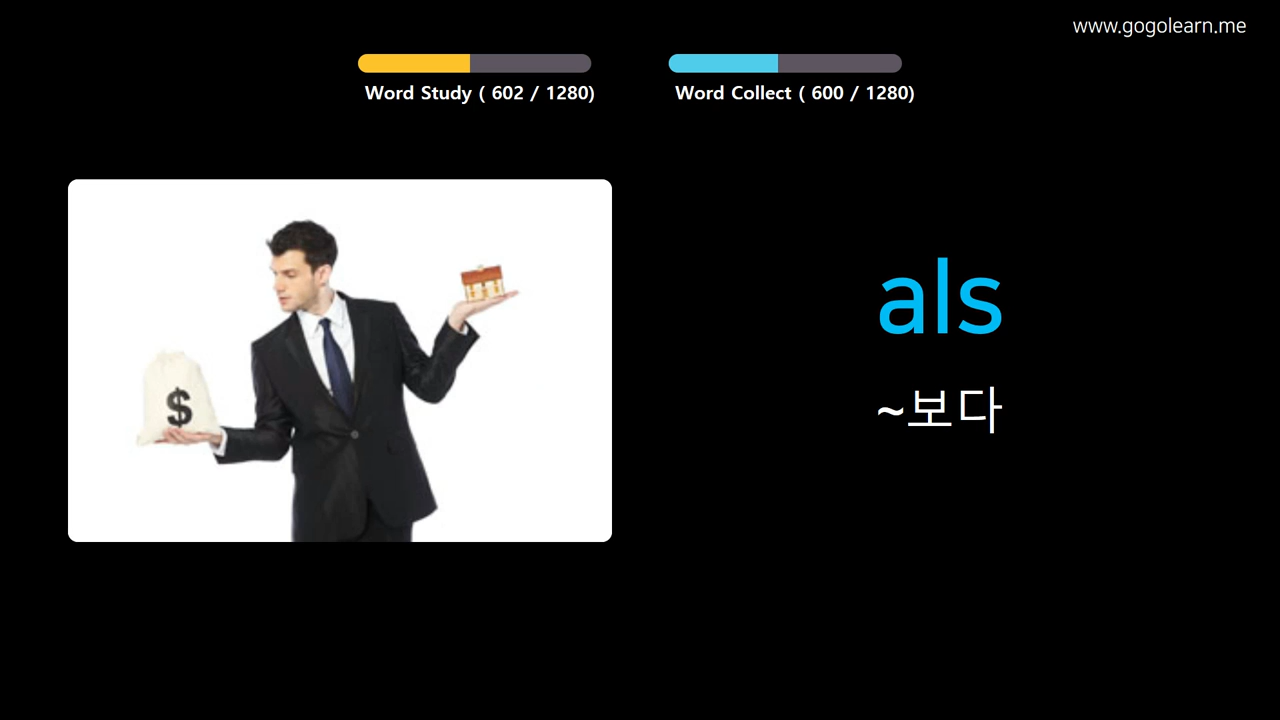 www.gogolearn.me
Word Study ( 602 / 1280)
Word Collect ( 600 / 1280)
$
als
~보다